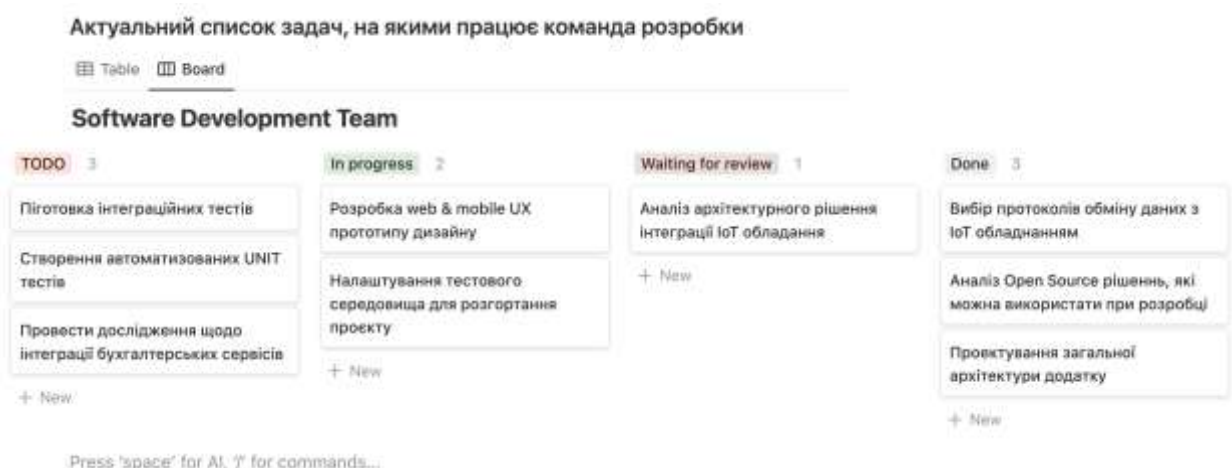 Актуальний список задач, на якими працює команда розробки
Table Board
Software Development Team
TODO 3
Піготовка інтеграційних тестів
Створення автоматизованих UNIT
тестів
Провести дослідження щодо
інтеграції бухгалтерських сервісів
+ New
In progress 2
Розробка web & mobile UX
прототипу дизайну
Налаштування тестового
середовища для розгортання
проєкту
+ New
Waiting for review 1
Аналіз архітектурного рішення
інтеграції IoT обладання
+ New
Done 3
Вибір протоколів обміну даних з
IoT обладнанням
Аналіз Open Source рішеннь, які
можна використати при розробці
Проектування загальної
архітектури додатку
+ New
Press 'space' for AI, '/' for commands...